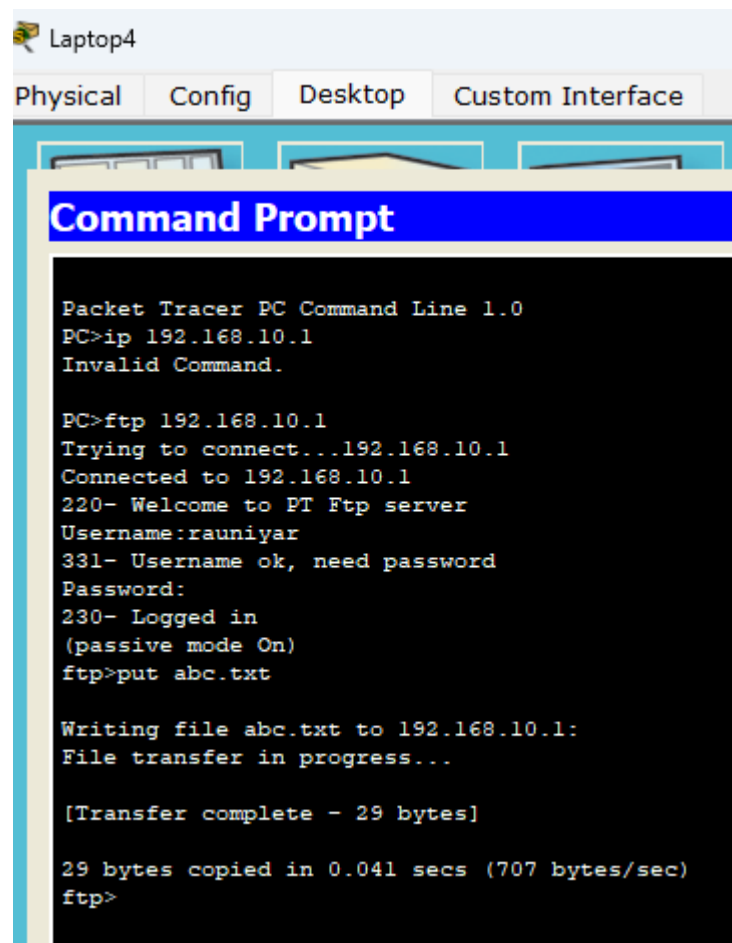 Laptop4
Physical Config Desktop Custom Interface
Command Prompt
Packet Tracer PC Command Line 1.0
PC>ip 192.168.10.1
Invalid Command.
PC>ftp 192.168.10.1
Trying to connect...192.168.10.1
Connected to 192.168.10.1
220- Welcome to PT Ftp server
Username:rauniyar
331- Username ok, need password
Password:
230- Logged in
(passive mode On)
ftp>put abc.txt
Writing file abc.txt to 192.168.10.1:
File transfer in progress...
[Transfer complete - 29 bytes]
29 bytes copied in 0.041 secs (707 bytes/sec)
ftp>